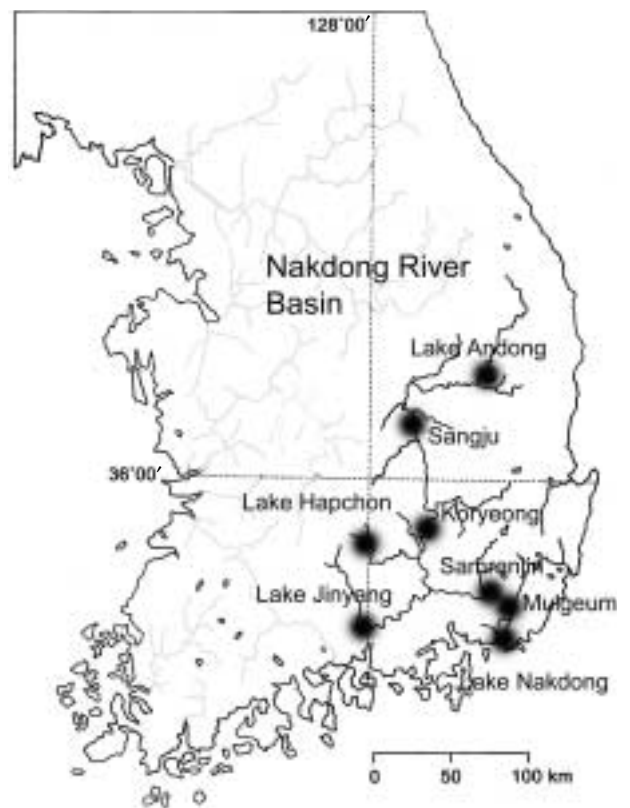 128°00′
Nakdong River
Basin
Lake Andong
Sangju
36°00′
Lake Hapchon
Koryeong
Lake Jinyang
Mulgeum
Lake Nakdong
0 50 100 km